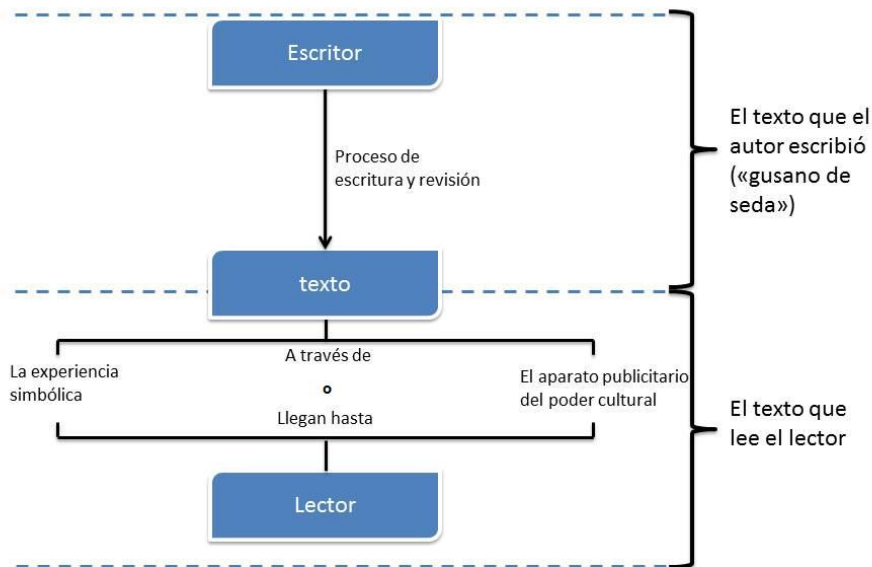 Escritor
Proceso de
escritura y revisión
El texto que el
autor escribió
(«gusano de
seda»)
texto
La experiencia
simbólica
A través de
o
Llegan hasta
El aparato publicitario
del poder cultural
El texto que
lee el lector
Lector